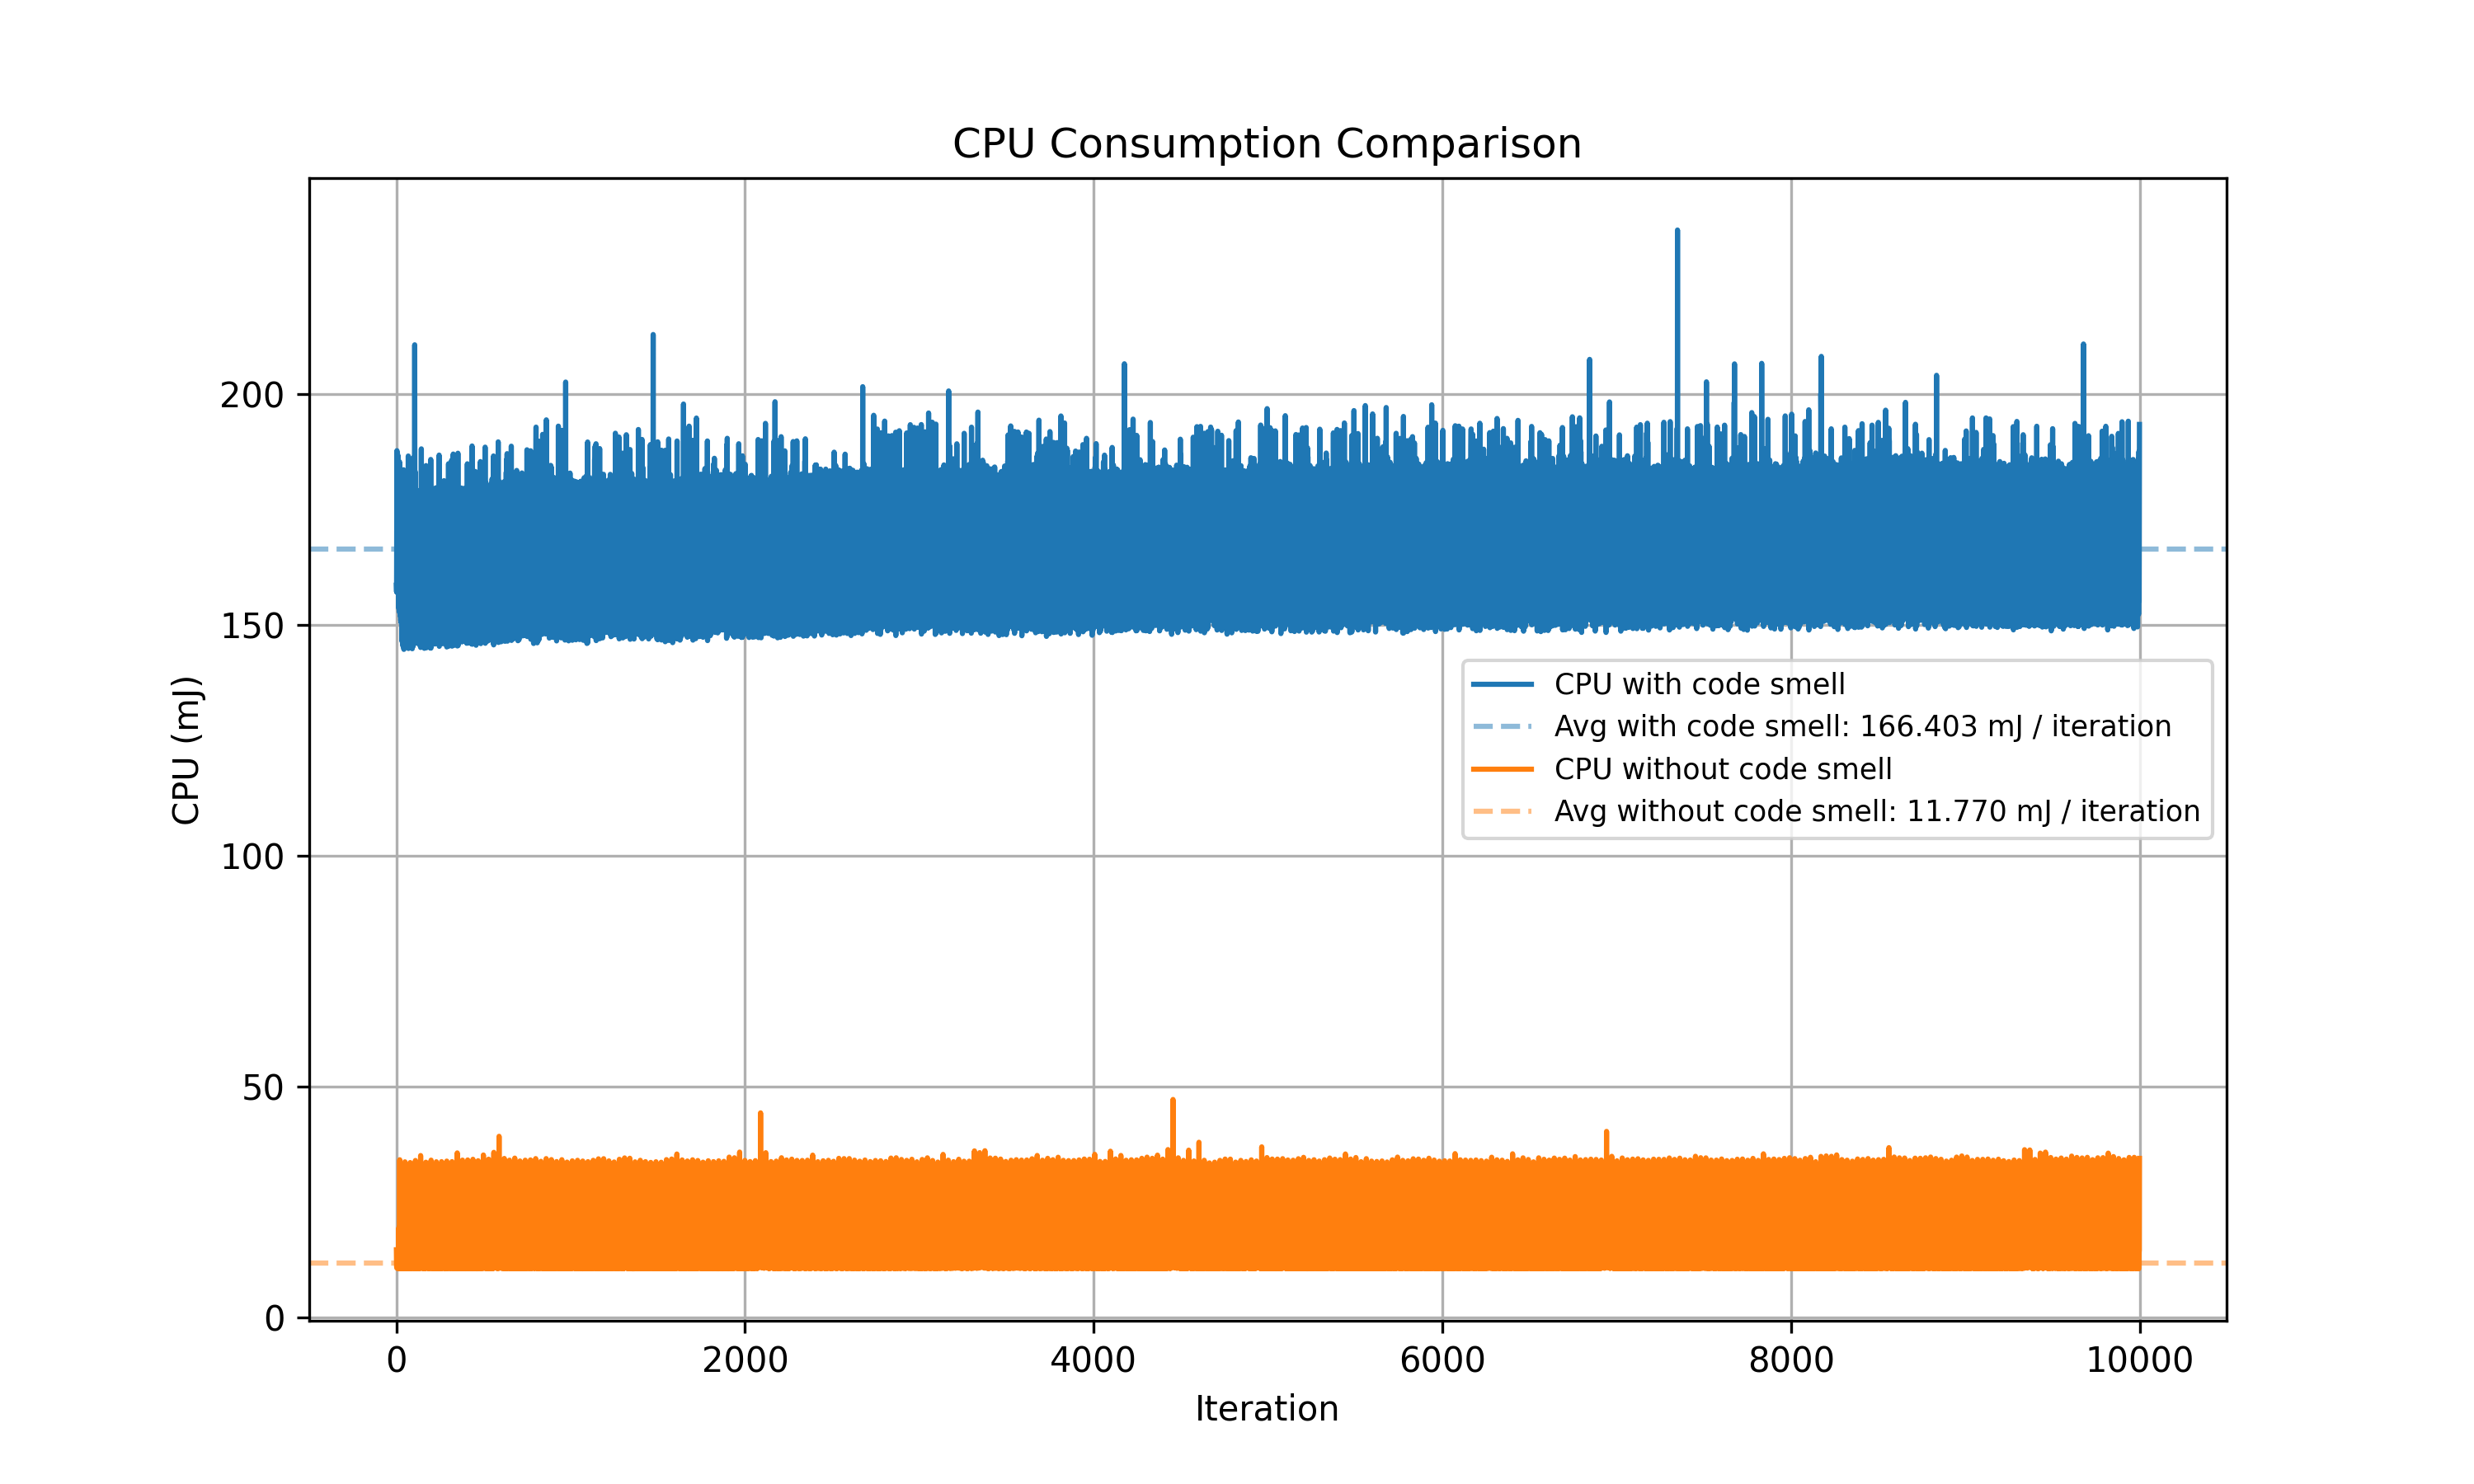 CPU Consumption Comparison
200
150
100
50
0
CPU (mJ)
CPU with code smell
Avg with code smell: 166.403 mJ / iteration
CPU without code smell
Avg without code smell: 11.770 mJ / iteration
0 2000 4000 6000 8000 10000
Iteration